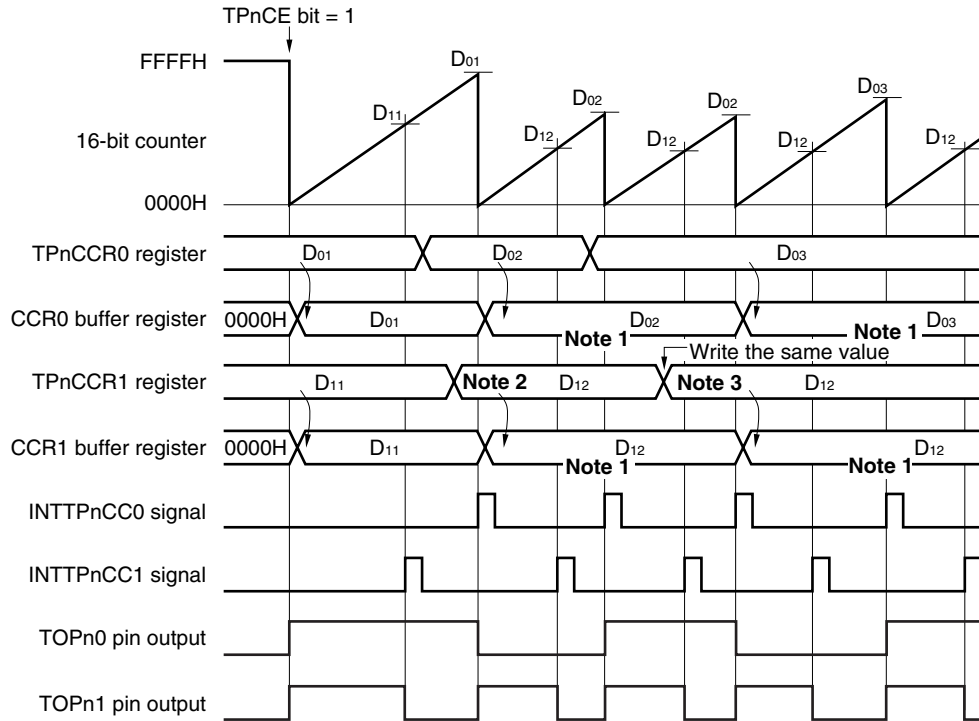 TPnCE bit = 1
FFFFH
D01
D11
D02
D12
D02
D12
D03
D12
D12
16-bit counter
0000H
TPnCCR0 register
D01
D02
D03
CCR0 buffer register
0000H
D01
D02
Note 1
D03
Note 1
Write the same value
TPnCCR1 register
D11
Note 2
D12
Note 3
D12
CCR1 buffer register
0000H
D11
D12
Note 1
D12
Note 1
INTTPnCC0 signal
INTTPnCC1 signal
TOPn0 pin output
TOPn1 pin output